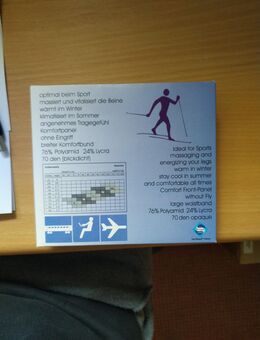 optimal beim Sport
massiert und vitalisiert die Beine
wärmt im Winter
klimatisiert im Sommer
angenehmes Tragegefühl
Komfortpanel
ohne Eingriff
breiter Komfortbund
76% Polyamid 24% Lycra
70 den (blickdicht)
Ideal for Sports
massaging and
energizing your legs
warm in winter
stay cool in summer
and comfortable all times
Comfort Front-Panel
without Fly
large waistband
76% Polyamid 24% Lycra
70 den opaque